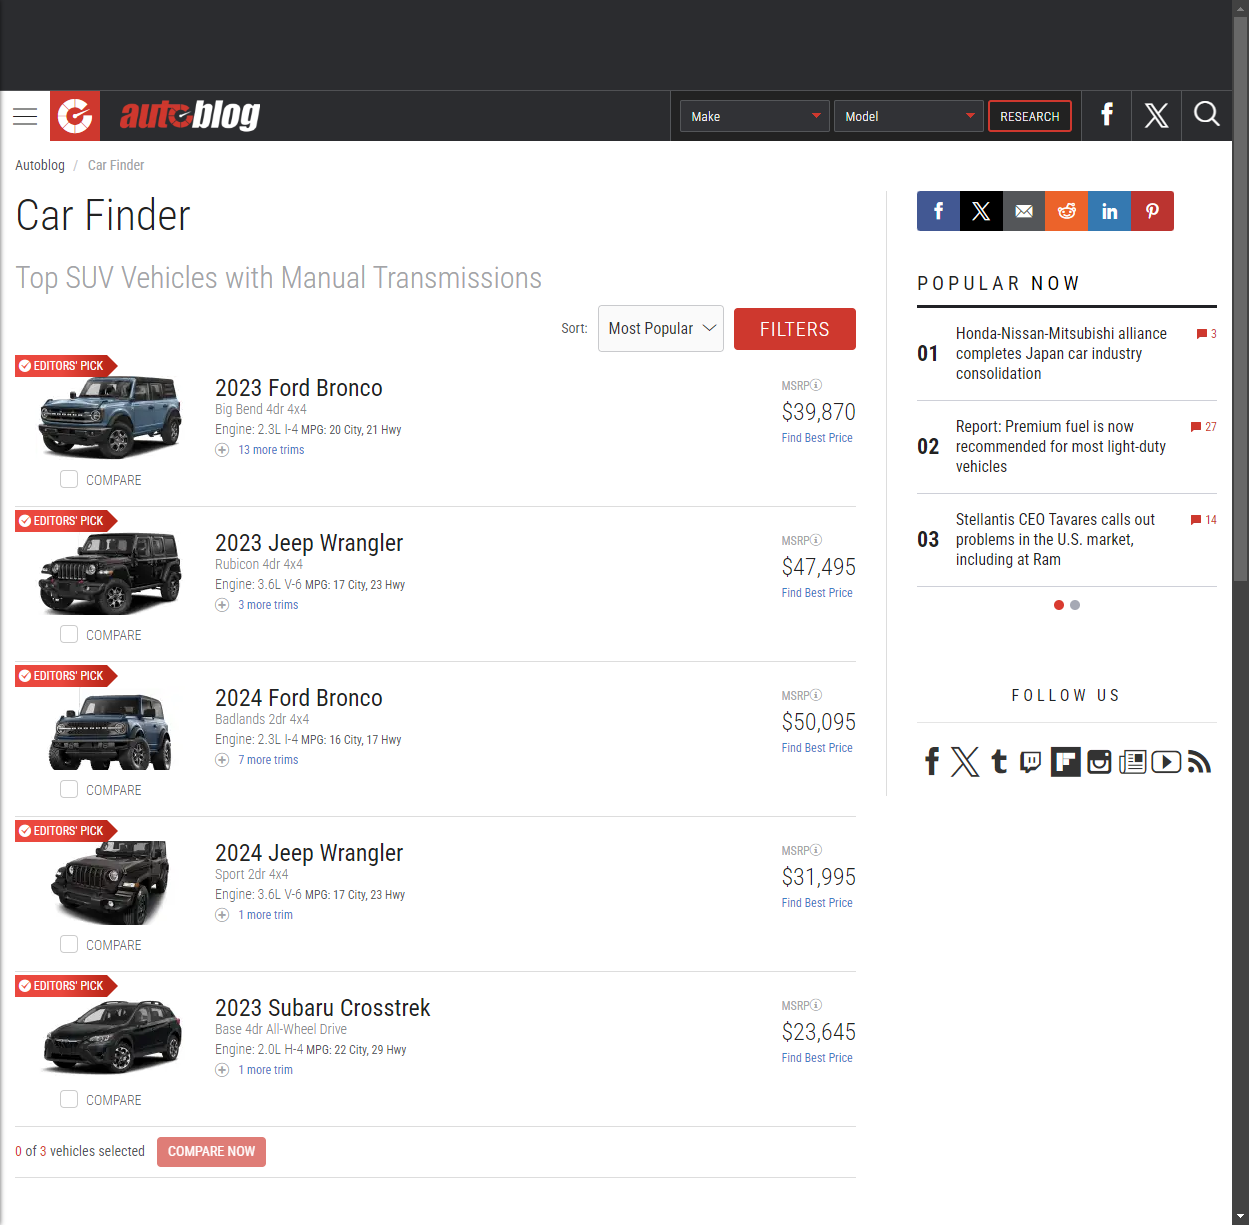 autoblog
Make
Model
RESEARCH
Autoblog / Car Finder
Car Finder
Top SUV Vehicles with Manual Transmissions
Sort:
Most Popular
FILTERS
EDITORS' PICK
2023 Ford Bronco
Big Bend 4dr 4x4
Engine: 2.3L I-4 MPG: 20 City, 21 Hwy
13 more trims
MSRP
$39,870
Find Best Price
COMPARE
EDITORS' PICK
2023 Jeep Wrangler
Rubicon 4dr 4x4
Engine: 3.6L V-6 MPG: 17 City, 23 Hwy
3 more trims
MSRP
$47,495
Find Best Price
COMPARE
EDITORS' PICK
2024 Ford Bronco
Badlands 2dr 4x4
Engine: 2.3L I-4 MPG: 16 City, 17 Hwy
7 more trims
MSRP
$50,095
Find Best Price
COMPARE
EDITORS' PICK
2024 Jeep Wrangler
Sport 2dr 4x4
Engine: 3.6L V-6 MPG: 17 City, 23 Hwy
1 more trim
MSRP
$31,995
Find Best Price
COMPARE
EDITORS' PICK
2023 Subaru Crosstrek
Base 4dr All-Wheel Drive
Engine: 2.0L H-4 MPG: 22 City, 29 Hwy
1 more trim
MSRP
$23,645
Find Best Price
COMPARE
0 of 3 vehicles selected
COMPARE NOW
POPULAR NOW
01
Honda-Nissan-Mitsubishi alliance
completes Japan car industry
consolidation
3
02
Report: Premium fuel is now
recommended for most light-duty
vehicles
27
03
Stellantis CEO Tavares calls out
problems in the U.S. market,
including at Ram
14
FOLLOW US